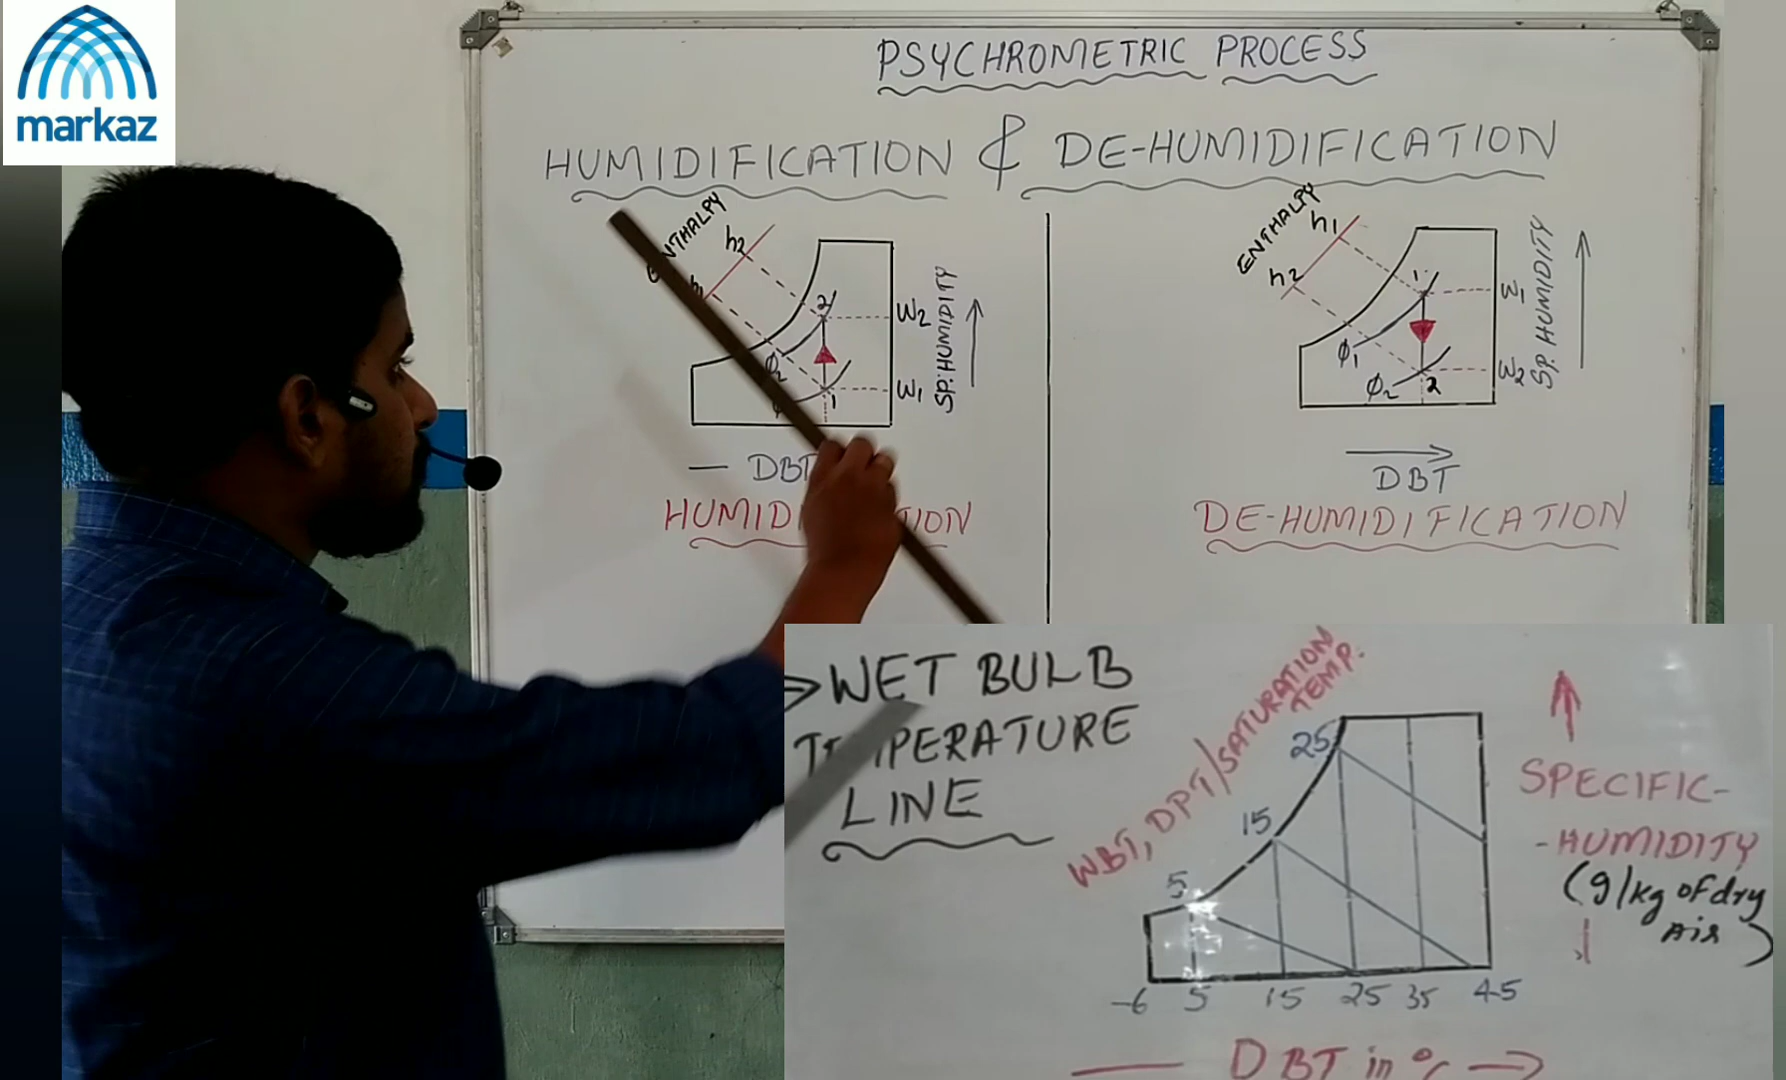 markaz
PSYCHROMETRIC PROCESS
HUMIDIFICATION & DE-HUMIDIFICATION
ENTHALPY
h2
h1
2
1
φ2
W2
W1
SP:HUMIDITY
DBT
ENTHALPY
h1
h2
1
2
φ1
φ2
W1
W2
SP. HUMIDITY
DBT
DE-HUMIDIFICATION
WET BULB
TEMPERATURE
LINE
WBT, DPT/SATURATION
TEMP.
25
15
5
SPECIFIC-
-HUMIDITY
(g/kg of dry
Air)
-6 5 15 25 35 45
DBT in °c